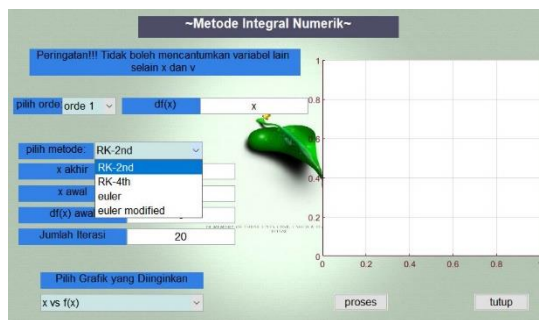 ~Metode Integral Numerik~
Peringatan!!! Tidak boleh mencantumkan variabel lain
selain x dan v
pilih orde: orde 1 df(x) x
pilih metode: RK-2nd
RK-2nd
RK-4th
euler
euler modified
x akhir
x awal
df(x) awal
Jumlah Iterasi 20
Pilih Grafik yang Diinginkan
x vs f(x)
1
0.8
0.6
0.4
0.2
0
0 0.2 0.4 0.6 0.8
proses tutup